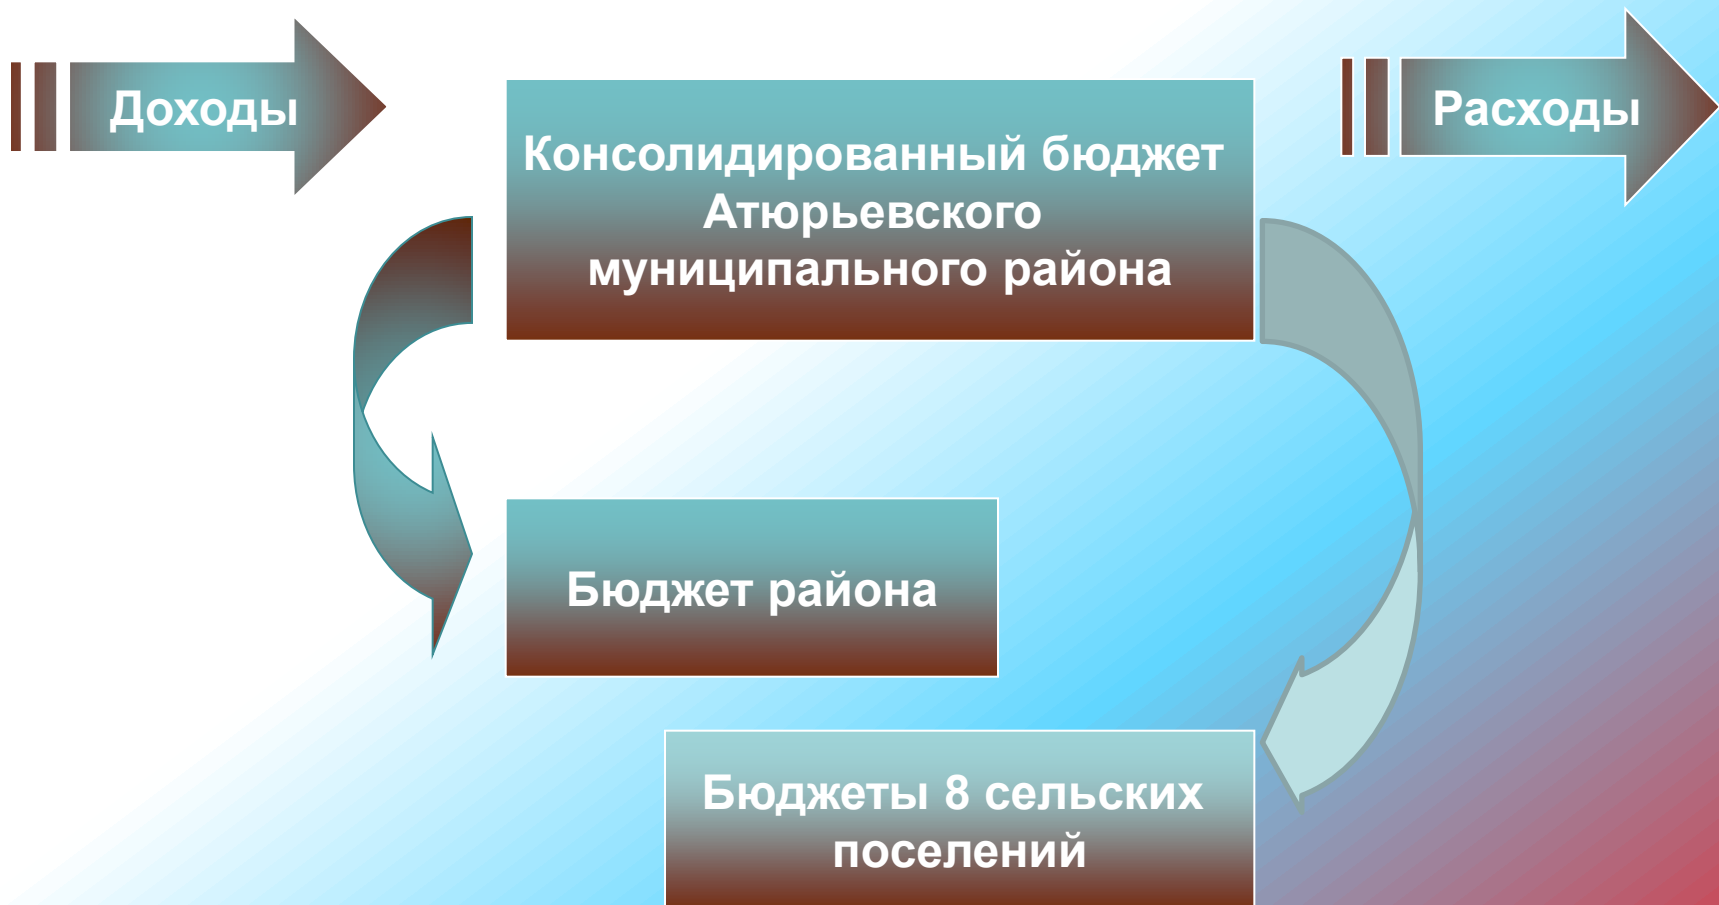 Доходы
Консолидированный бюджет
Атюрьевского
муниципального района
Расходы
Бюджет района
Бюджеты 8 сельских
поселений